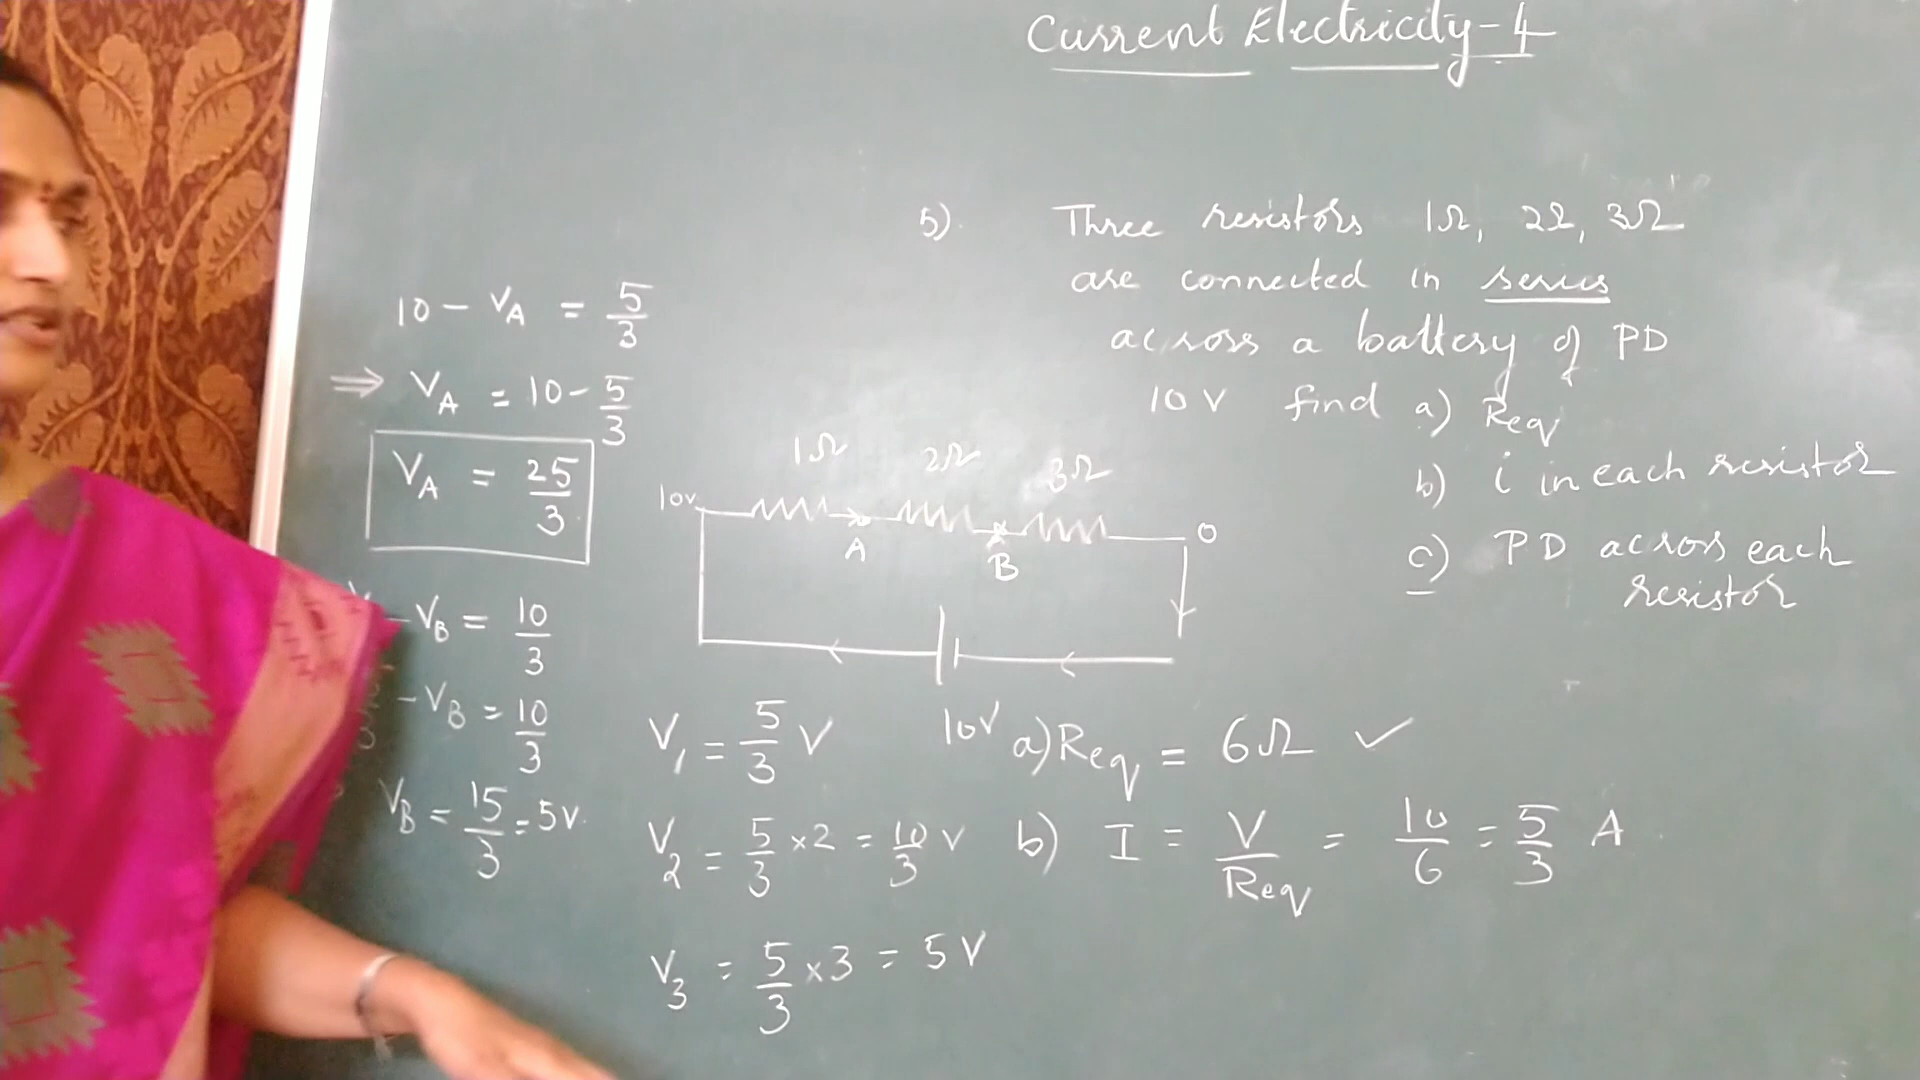 Current Electricity-4
5). Three resistors 1Ω, 2Ω, 3Ω
are connected in series
across a battery of PD
10 V find a) Req
b) i in each resistor
c) PD across each
resistor
10 - VA = 5/3
⇒ VA = 10 - 5/3
VA = 25/3
- VB = 10/3
- VB = 10/3
VB = 15/3 = 5V.
1Ω 2Ω 3Ω
10V A B 0
10V
V1 = 5/3 V
V2 = 5/3 × 2 = 10/3 V
V3 = 5/3 × 3 = 5 V
a) Req = 6Ω ✓
b) I = V/Req = 10/6 = 5/3 A